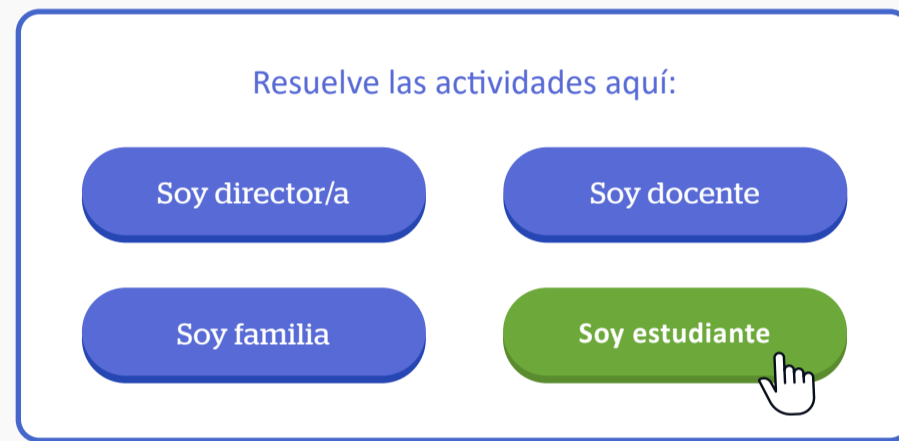 Resuelve las actividades aquí:
Soy director/a
Soy docente
Soy familia
Soy estudiante